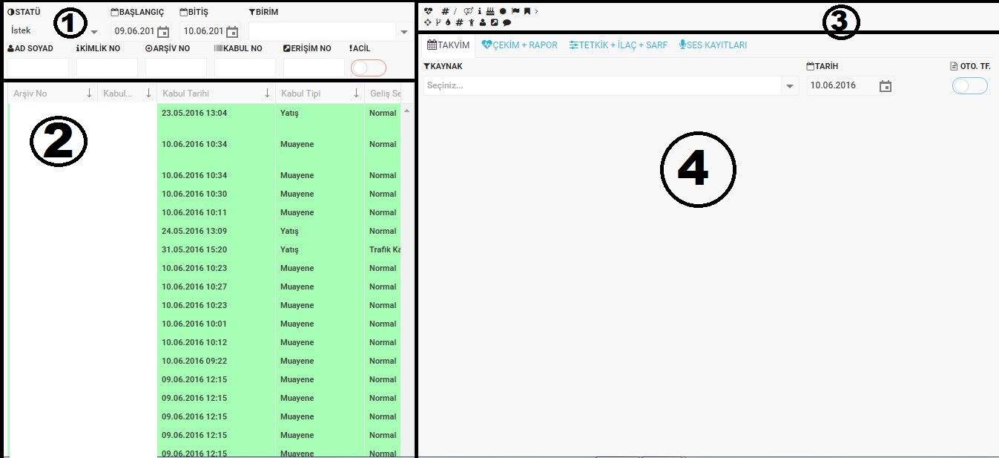 STATÜ BAŞLANGIÇ BİTİŞ BİRİM
İstek 09.06.201 10.06.201
1
AD SOYAD KİMLİK NO ARŞİV NO KABUL NO ERİŞİM NO ACİL
Arşiv No Kabul... Kabul Tarihi Kabul Tipi Geliş Se
2
23.05.2016 13:04 Yatış Normal
10.06.2016 10:34 Muayene Normal
10.06.2016 10:34 Muayene Normal
10.06.2016 10:30 Muayene Normal
10.06.2016 10:11 Muayene Normal
24.05.2016 13:09 Yatış Normal
31.05.2016 15:20 Yatış Trafik Ka
10.06.2016 10:23 Muayene Normal
10.06.2016 10:27 Muayene Normal
10.06.2016 10:23 Muayene Normal
10.06.2016 10:01 Muayene Normal
10.06.2016 10:12 Muayene Normal
10.06.2016 09:22 Muayene Normal
09.06.2016 12:15 Muayene Normal
09.06.2016 12:15 Muayene Normal
09.06.2016 12:15 Muayene Normal
09.06.2016 12:15 Muayene Normal
09.06.2016 12:15 Muayene Normal
# /
#
3
TAKVİM ÇEKİM + RAPOR TETKİK + İLAÇ + SARF SES KAYITLARI
KAYNAK TARİH OTO. TF.
Seçiniz... 10.06.2016
4